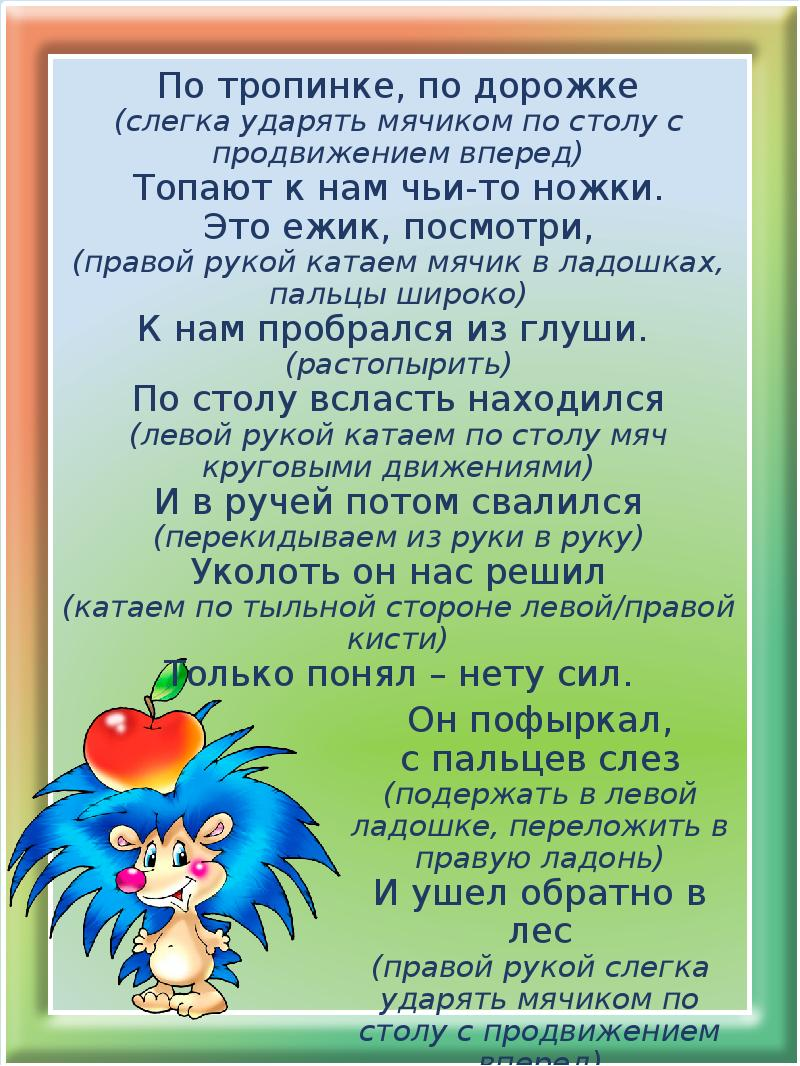 По тропинке, по дорожке
(слегка ударять мячиком по столу с
продвижением вперед)
Топают к нам чьи-то ножки.
Это ежик, посмотри,
(правой рукой катаем мячик в ладошках,
пальцы широко)
К нам пробрался из глуши.
(растопырить)
По столу всласть находился
(левой рукой катаем по столу мяч
круговыми движениями)
И в ручей потом свалился
(перекидываем из руки в руку)
Уколоть он нас решил
(катаем по тыльной стороне левой/правой
кисти)
Только понял – нету сил.
Он пофыркал,
с пальцев слез
(подержать в левой
ладошке, переложить в
правую ладонь)
И ушел обратно в
лес
(правой рукой слегка
ударять мячиком по
столу с продвижением
вперед)